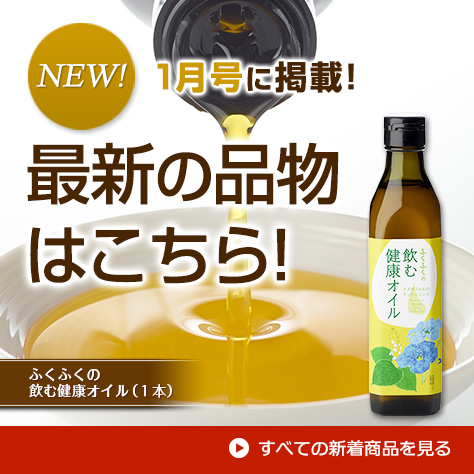 NEW!
1月号に掲載!
最新の品物
はこちら!
ふくふくの
飲む
健康オイル
ふくふくの
飲む健康オイル(1本)
すべての新着商品を見る